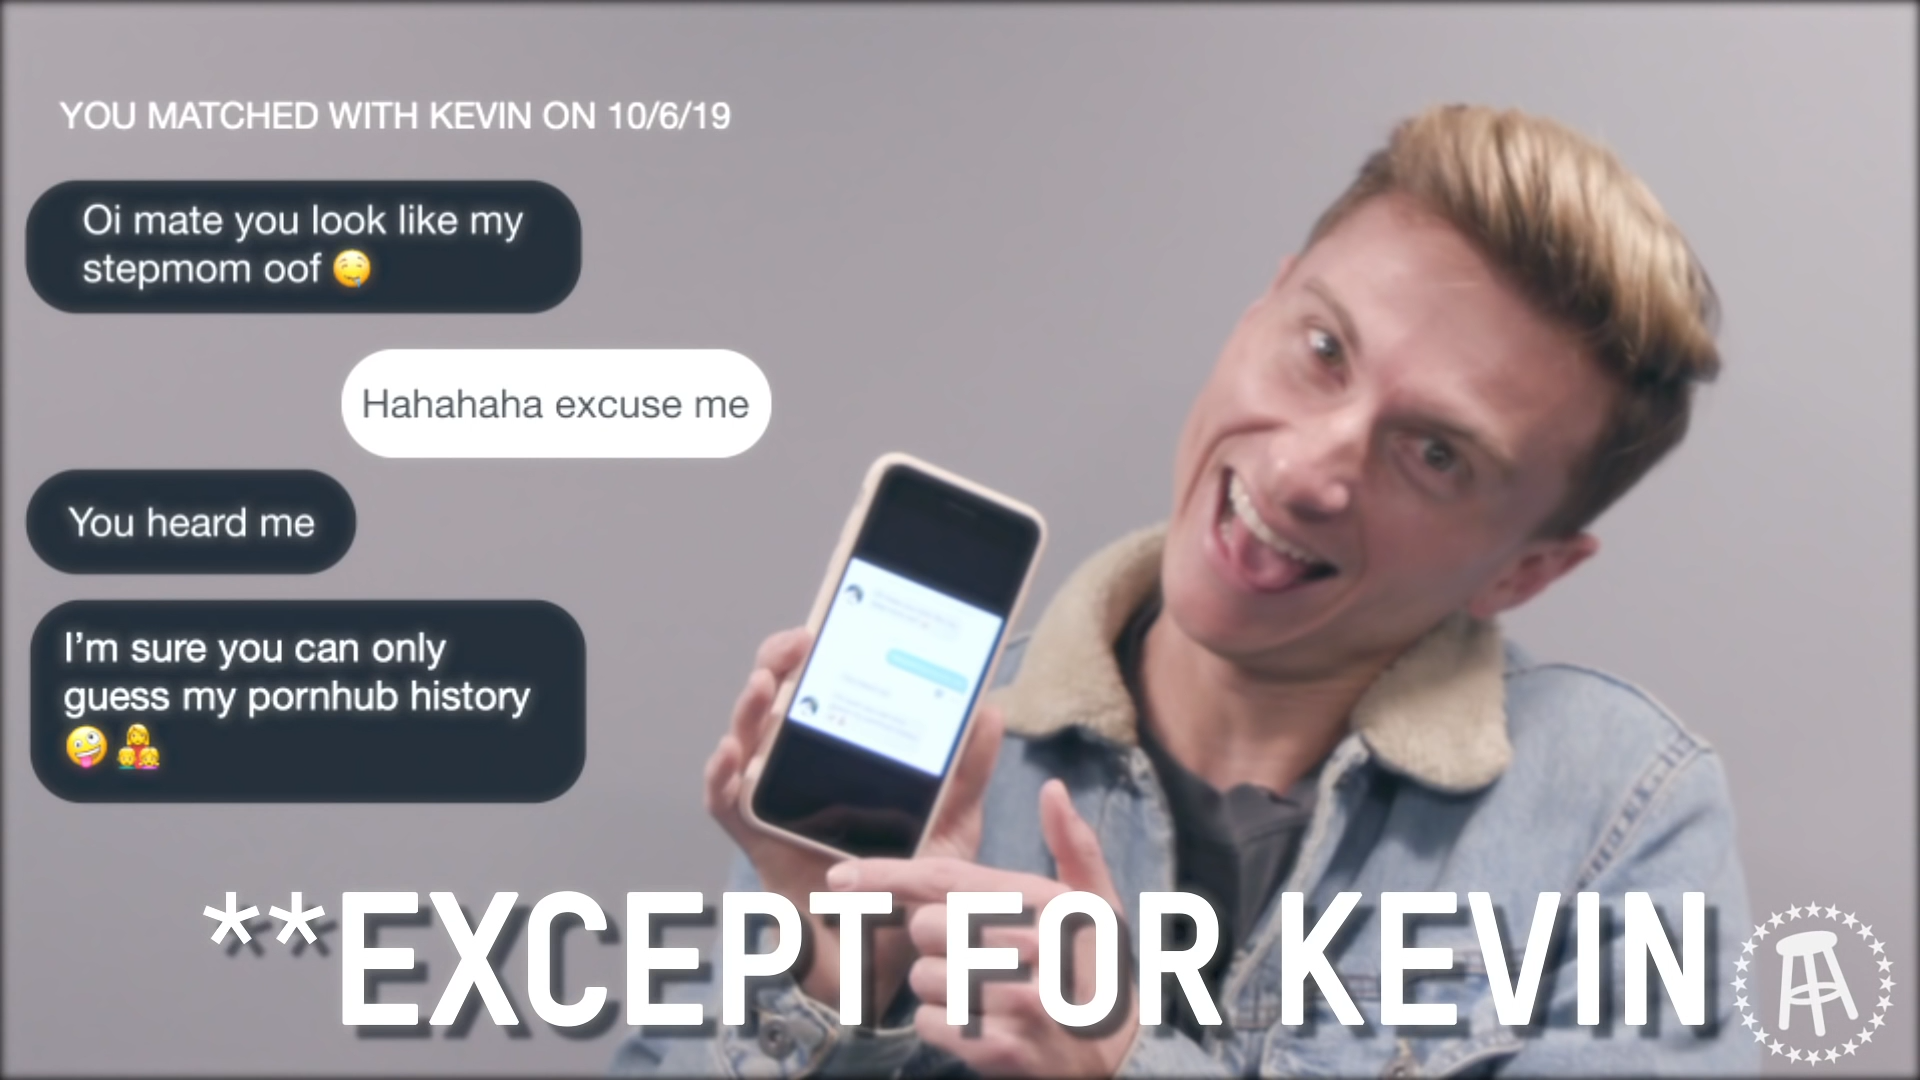 YOU MATCHED WITH KEVIN ON 10/6/19
Oi mate you look like my
stepmom oof 🤤
Hahahaha excuse me
You heard me
I’m sure you can only
guess my pornhub history
🤪👩‍👧‍👦
**EXCEPT FOR KEVIN